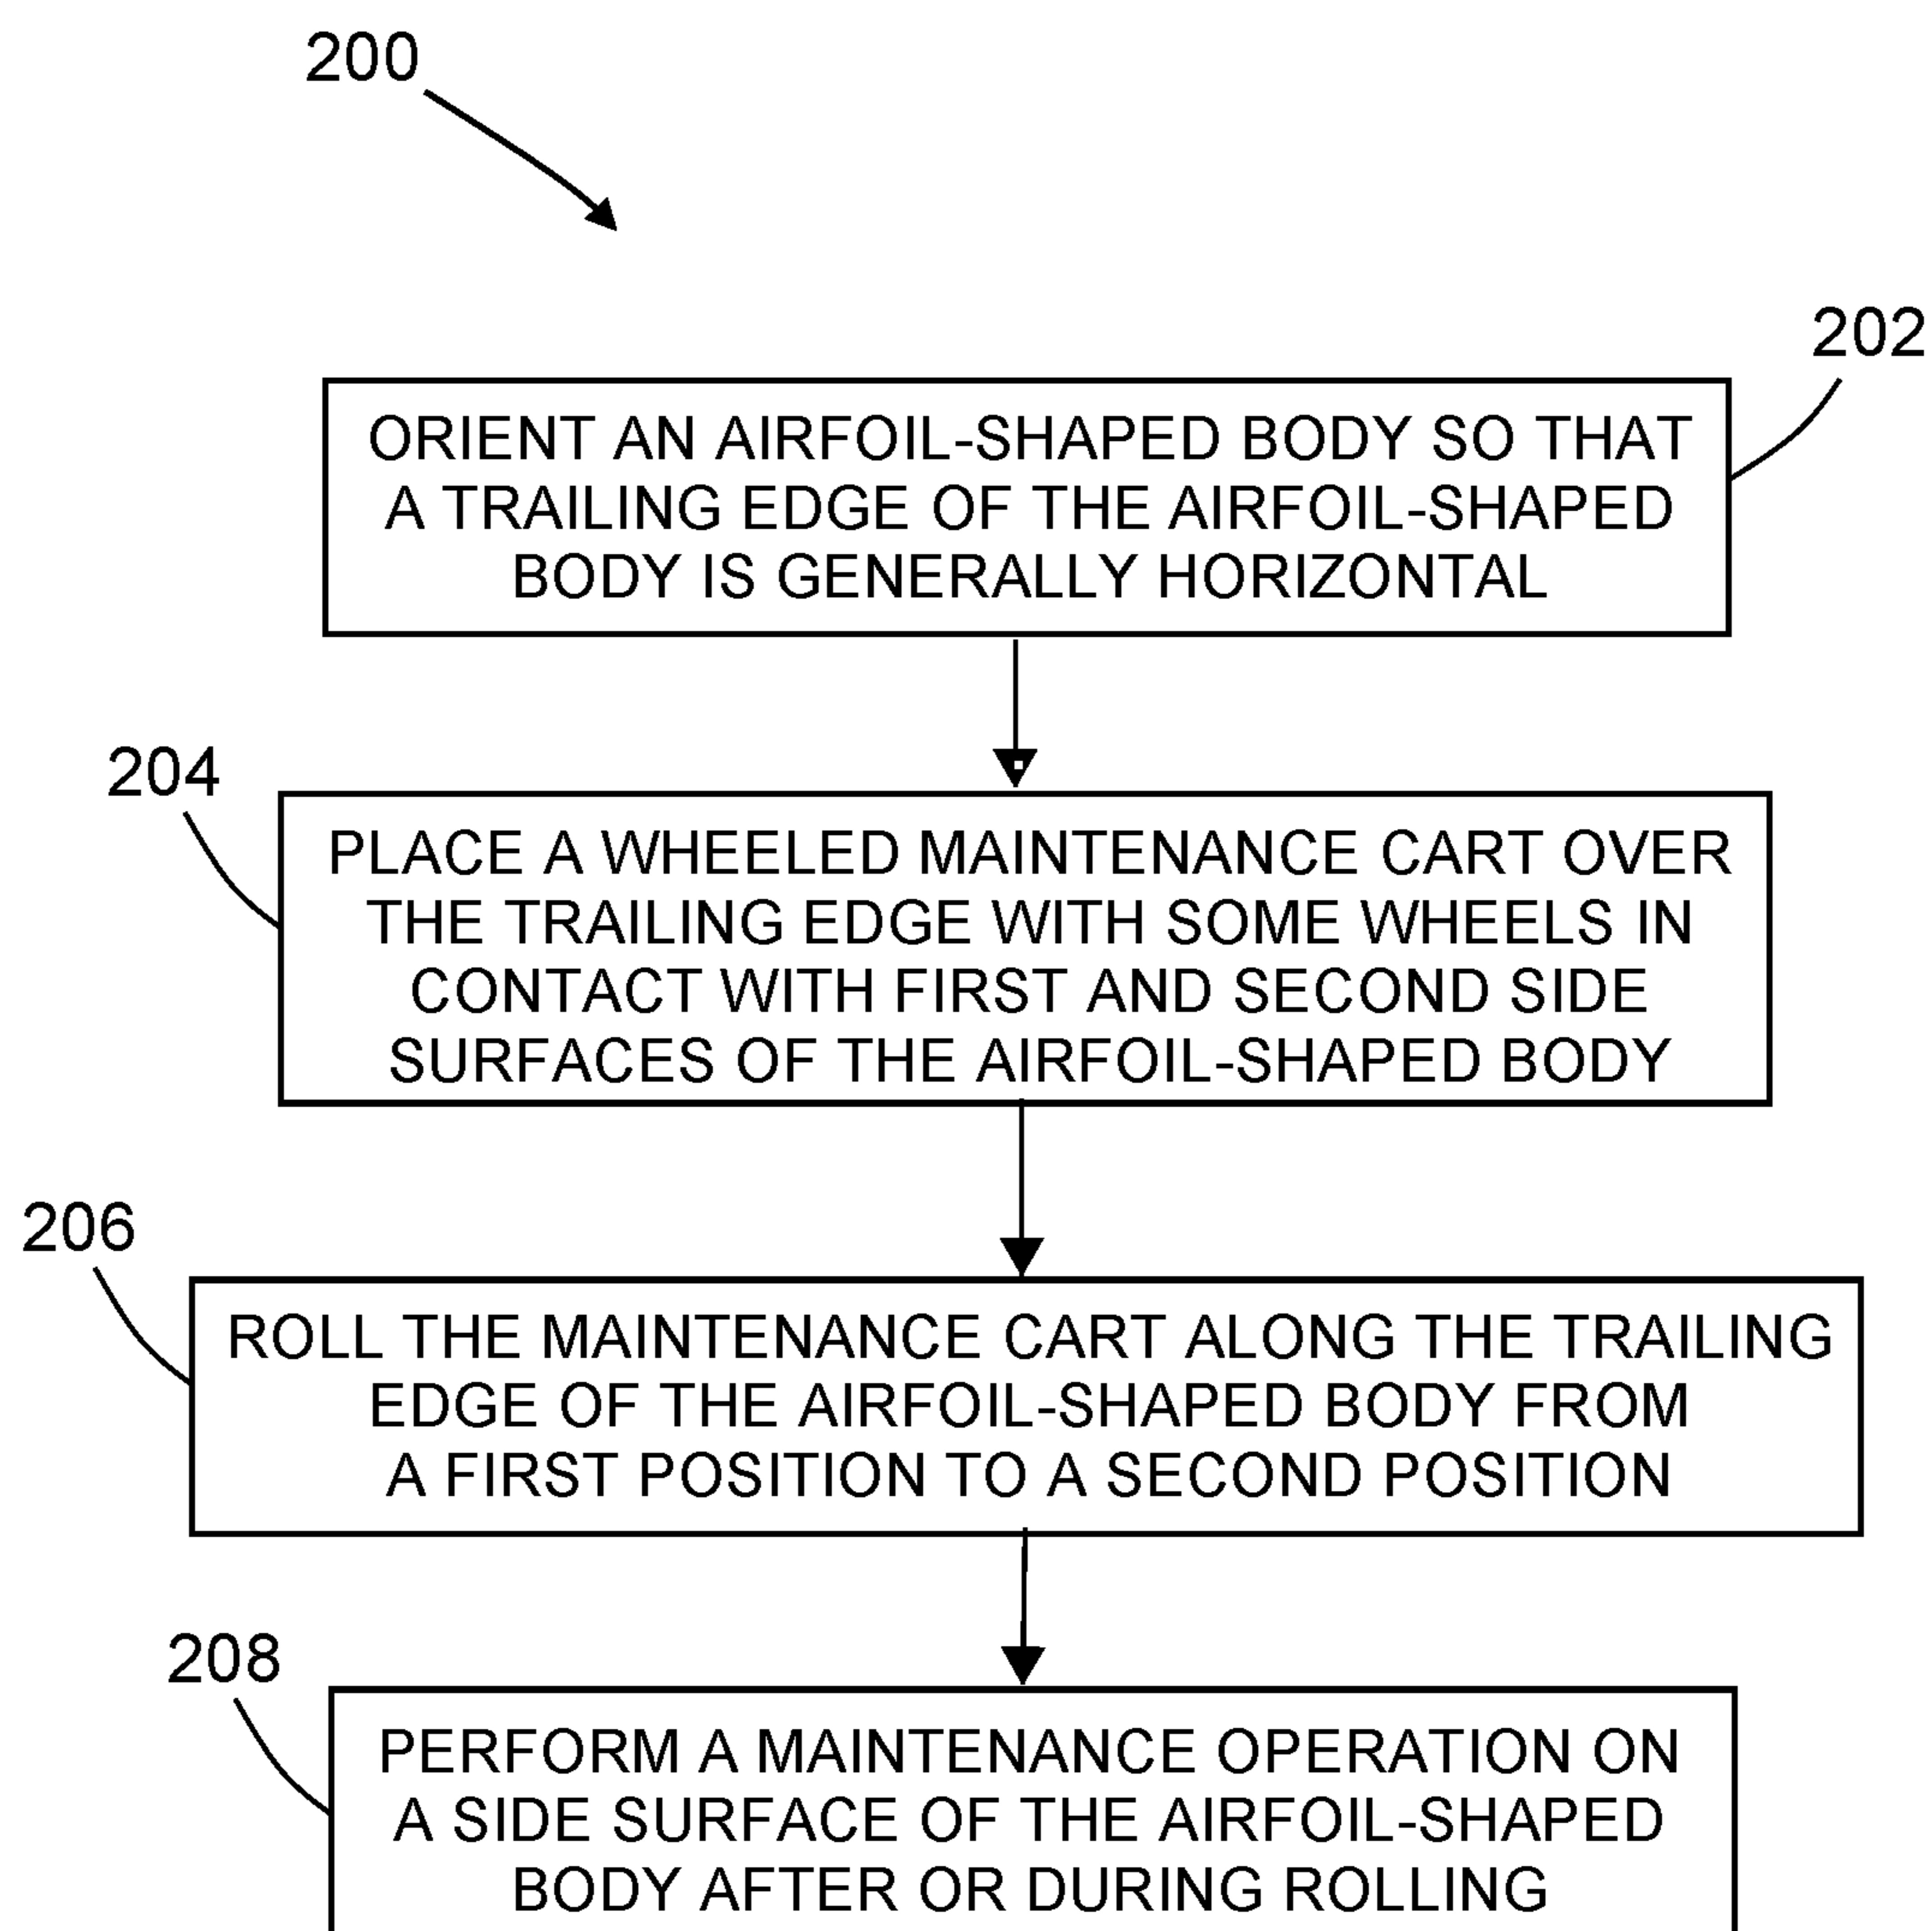 200
202
ORIENT AN AIRFOIL-SHAPED BODY SO THAT
A TRAILING EDGE OF THE AIRFOIL-SHAPED
BODY IS GENERALLY HORIZONTAL
204
PLACE A WHEELED MAINTENANCE CART OVER
THE TRAILING EDGE WITH SOME WHEELS IN
CONTACT WITH FIRST AND SECOND SIDE
SURFACES OF THE AIRFOIL-SHAPED BODY
206
ROLL THE MAINTENANCE CART ALONG THE TRAILING
EDGE OF THE AIRFOIL-SHAPED BODY FROM
A FIRST POSITION TO A SECOND POSITION
208
PERFORM A MAINTENANCE OPERATION ON
A SIDE SURFACE OF THE AIRFOIL-SHAPED
BODY AFTER OR DURING ROLLING